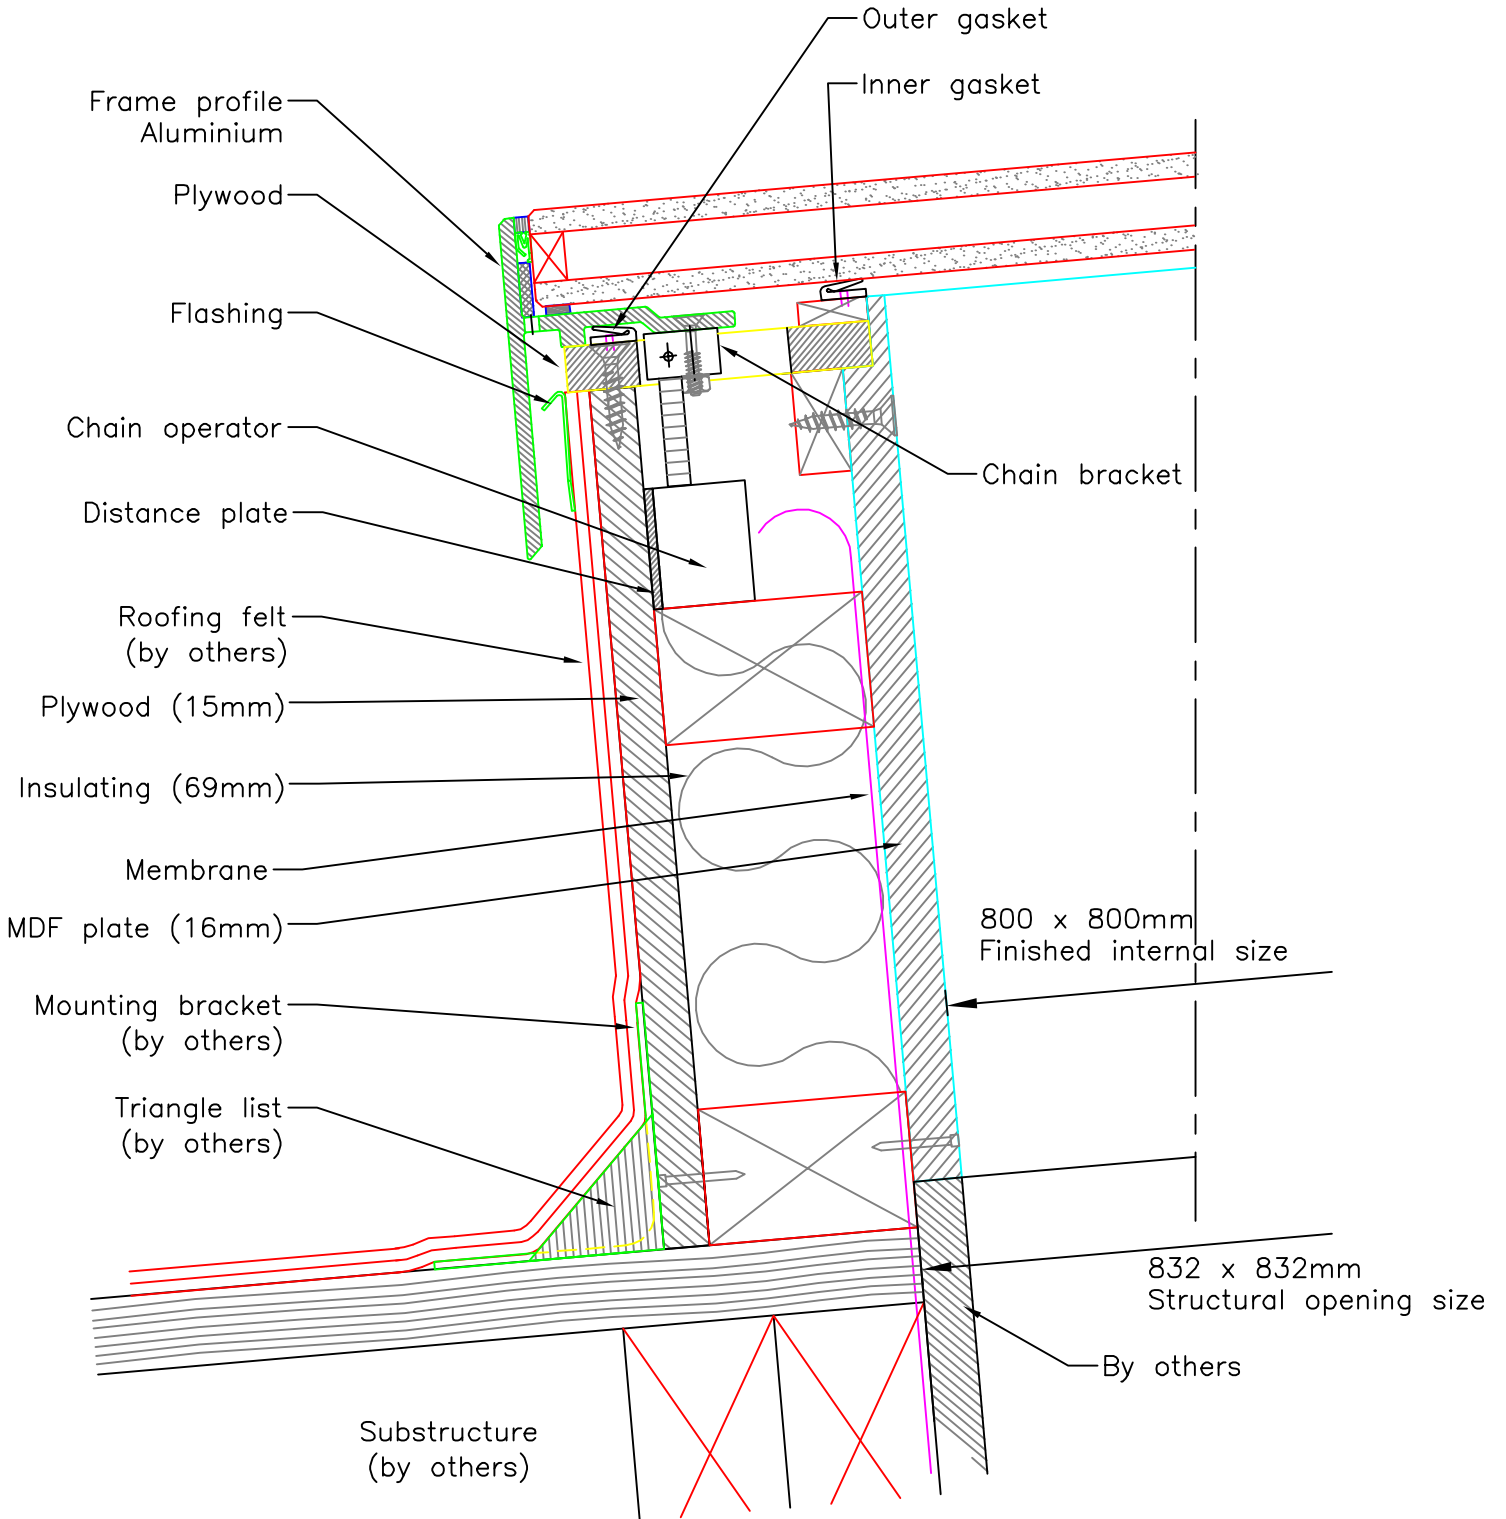 Outer gasket
Inner gasket
Frame profile
Aluminium
Plywood
Flashing
Chain operator
Chain bracket
Distance plate
Roofing felt
(by others)
Plywood (15mm)
Insulating (69mm)
Membrane
MDF plate (16mm)
800 x 800mm
Finished internal size
Mounting bracket
(by others)
Triangle list
(by others)
832 x 832mm
Structural opening size
By others
Substructure
(by others)